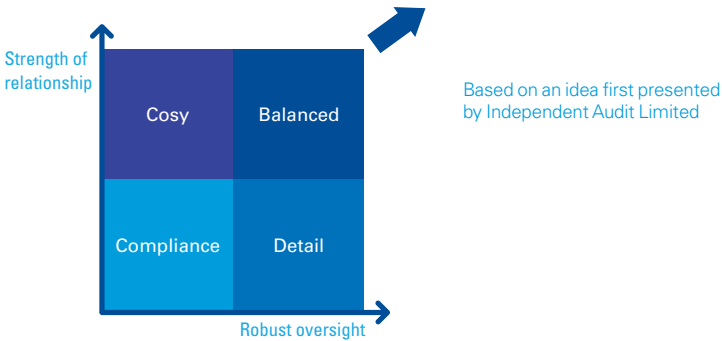 Strength of
relationship
Cosy
Balanced
Compliance
Detail
Robust oversight
Based on an idea first presented
by Independent Audit Limited